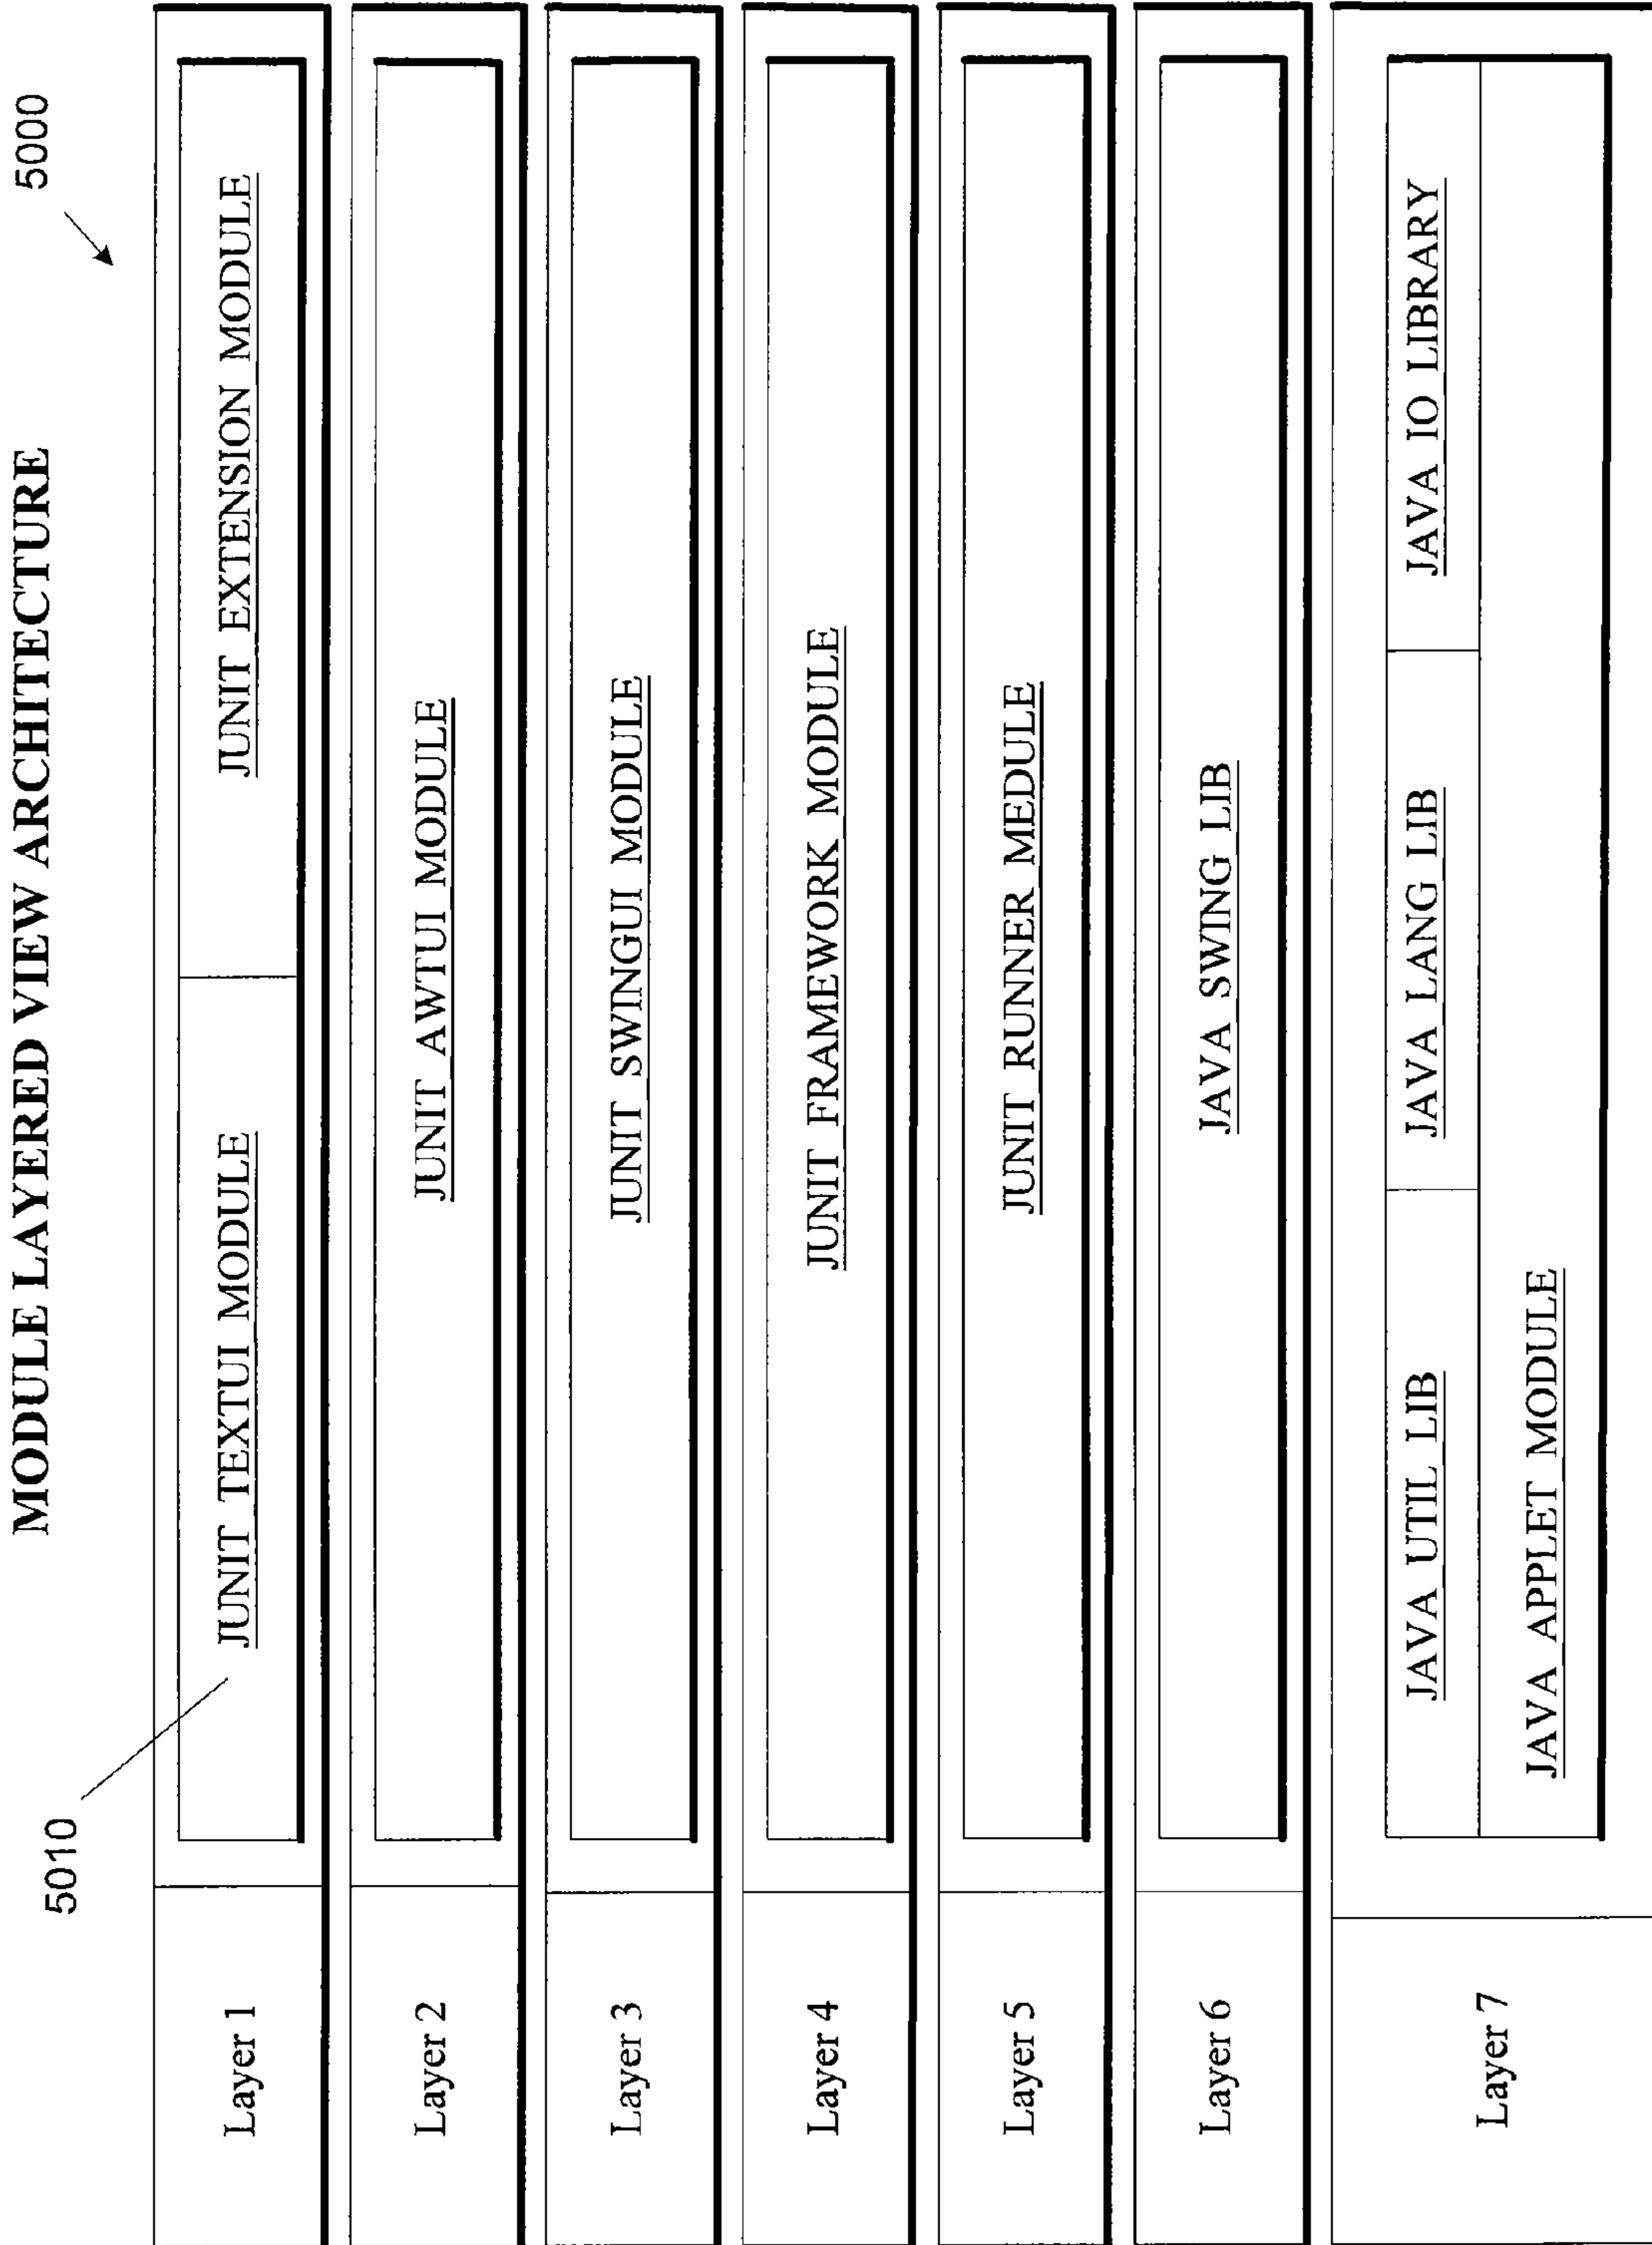 MODULE LAYERED VIEW ARCHITECTURE
5000
5010
Layer 1
JUNIT TEXTUI MODULE
JUNIT EXTENSION MODULE
Layer 2
JUNIT AWTUI MODULE
Layer 3
JUNIT SWINGUI MODULE
Layer 4
JUNIT FRAMEWORK MODULE
Layer 5
JUNIT RUNNER MEDULE
Layer 6
JAVA SWING LIB
Layer 7
JAVA UTIL LIB
JAVA LANG LIB
JAVA IO LIBRARY
JAVA APPLET MODULE